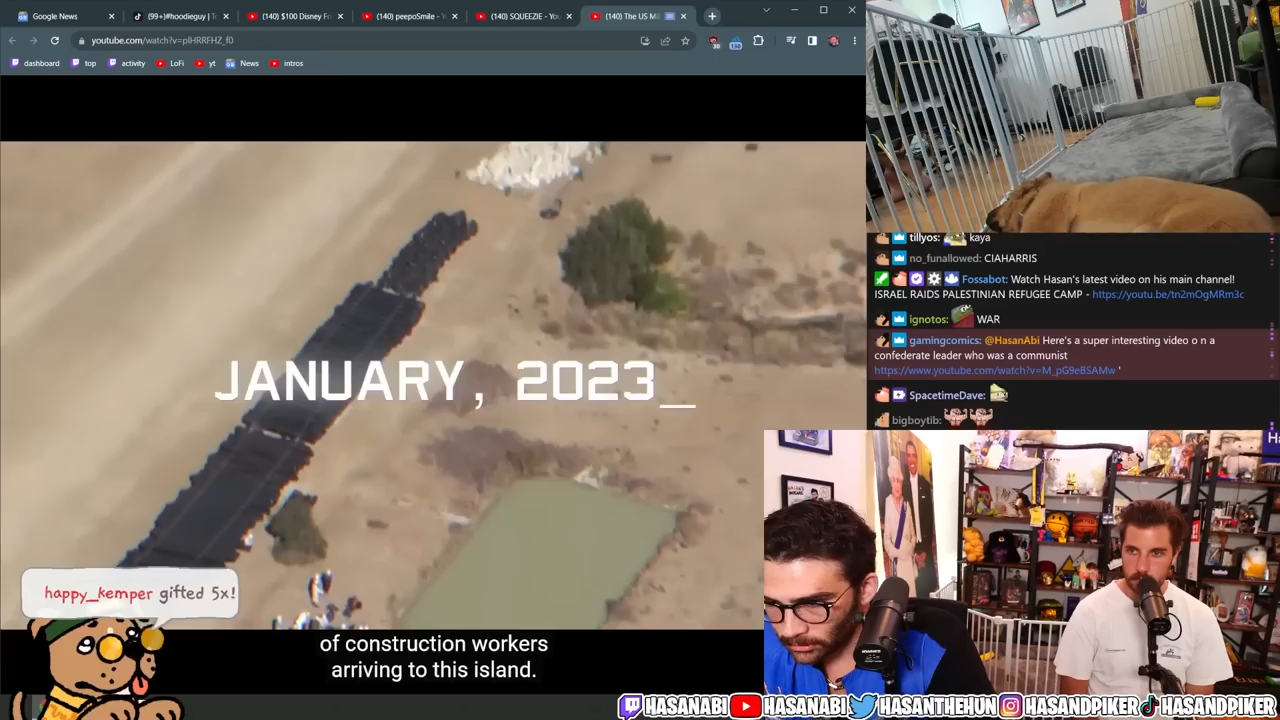 Google News
(99+)#hoodieguy | T
(140) $100 Disney Fo
(140) peepoSmile - Y
(140) SQUEEZIE - You
(140) The US Mi
youtube.com/watch?v=plHRRFHZ_f0
30
130
dashboard
top
activity
LoFi
yt
News
intros
JANUARY, 2023_
happy_kemper gifted 5x!
of construction workers
arriving to this island.
tillyos: kaya
no_funallowed: CIAHARRIS
Fossabot: Watch Hasan's latest video on his main channel!
ISRAEL RAIDS PALESTINIAN REFUGEE CAMP - https://youtu.be/tn2mOgMRm3c
ignotos: WAR
gamingcomics: @HasanAbi Here's a super interesting video o n a
confederate leader who was a communist
https://www.youtube.com/watch?v=M_pG9eBSAMw '
SpacetimeDave:
bigboytib:
HASANABI
HASANABI
HASANTHEHUN
HASANDPIKER
HASANDPIKER